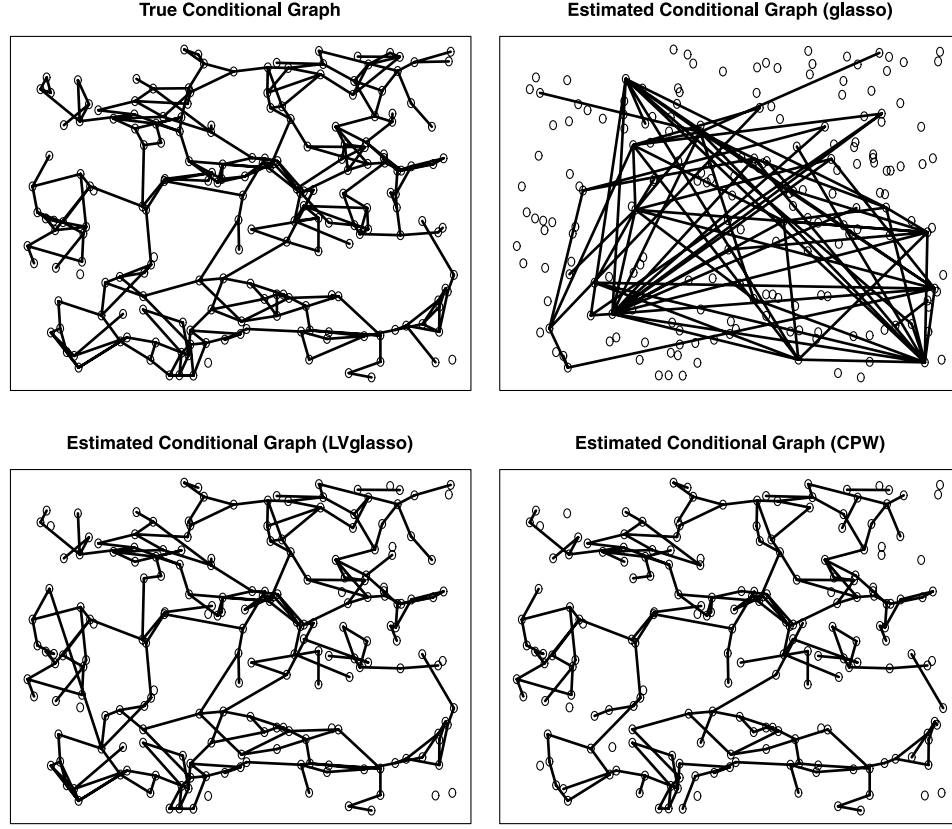 True Conditional Graph
Estimated Conditional Graph (glasso)
Estimated Conditional Graph (LVglasso)
Estimated Conditional Graph (CPW)